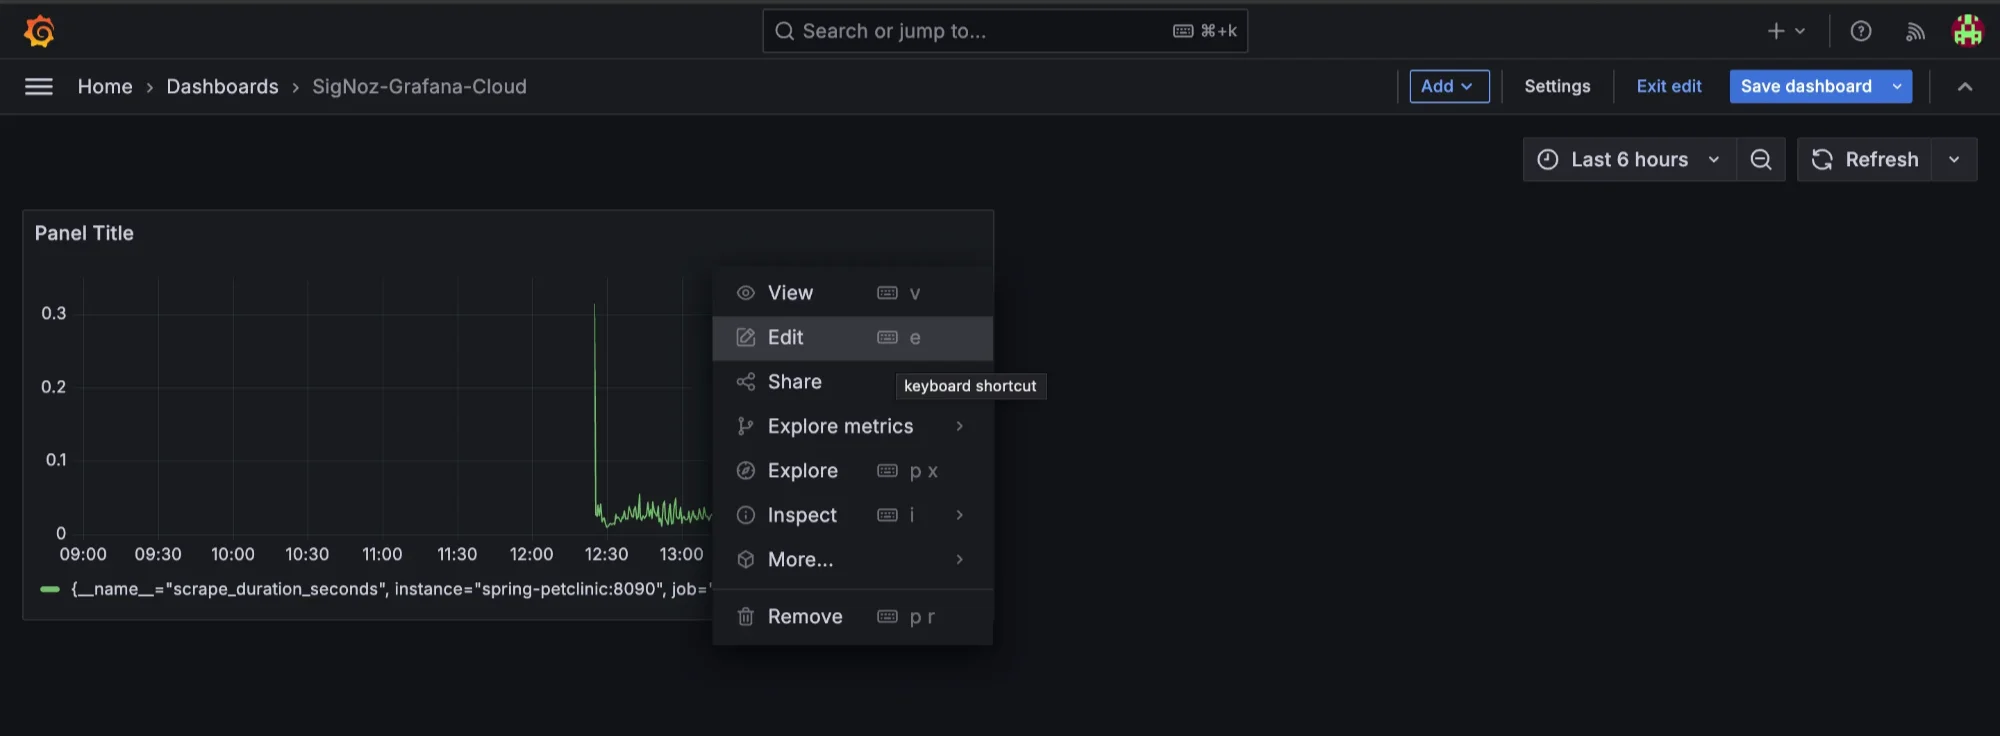 Search or jump to... ⌘+k
Home › Dashboards › SigNoz-Grafana-Cloud
Add Settings Exit edit Save dashboard
Last 6 hours Refresh
Panel Title
0.3
0.2
0.1
0
09:00 09:30 10:00 10:30 11:00 11:30 12:00 12:30 13:00
{__name__="scrape_duration_seconds", instance="spring-petclinic:8090", job="
View v
Edit e
Share
keyboard shortcut
Explore metrics
Explore p x
Inspect i
More...
Remove p r